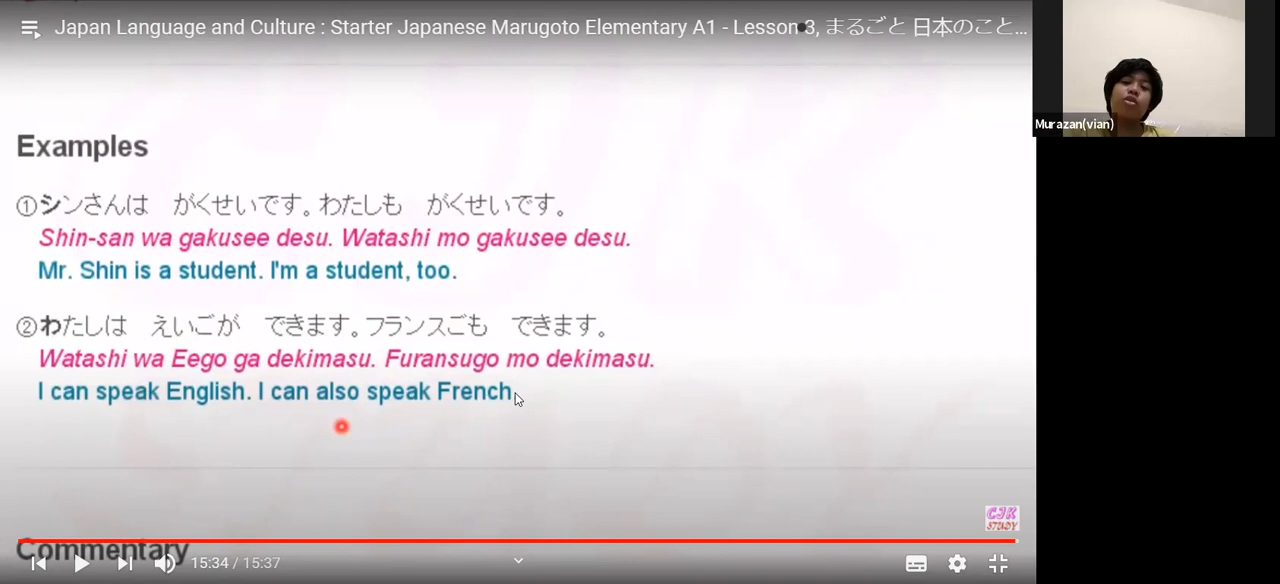 Japan Language and Culture : Starter Japanese Marugoto Elementary A1 - Lesson 3, まるごと 日本のこと...
Murazan(vian)
Examples
①シンさんは がくせいです。わたしも がくせいです。
Shin-san wa gakusee desu. Watashi mo gakusee desu.
Mr. Shin is a student. I'm a student, too.
②わたしは えいごが できます。フランスごも できます。
Watashi wa Eego ga dekimasu. Furansugo mo dekimasu.
I can speak English. I can also speak French.
CJK
STUDY
Commentary
15:34 / 15:37